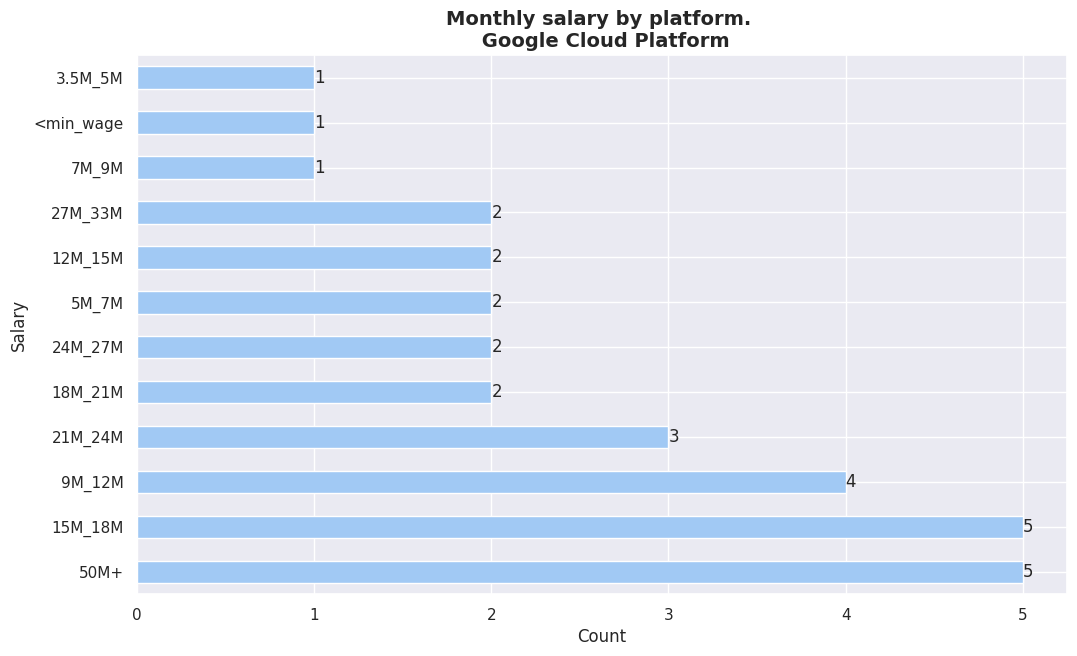 Monthly salary by platform.
Google Cloud Platform
3.5M_5M 1
<min_wage 1
7M_9M 1
27M_33M 2
12M_15M 2
5M_7M 2
24M_27M 2
18M_21M 2
21M_24M 3
9M_12M 4
15M_18M 5
50M+ 5
0 1 2 3 4 5
Count
Salary